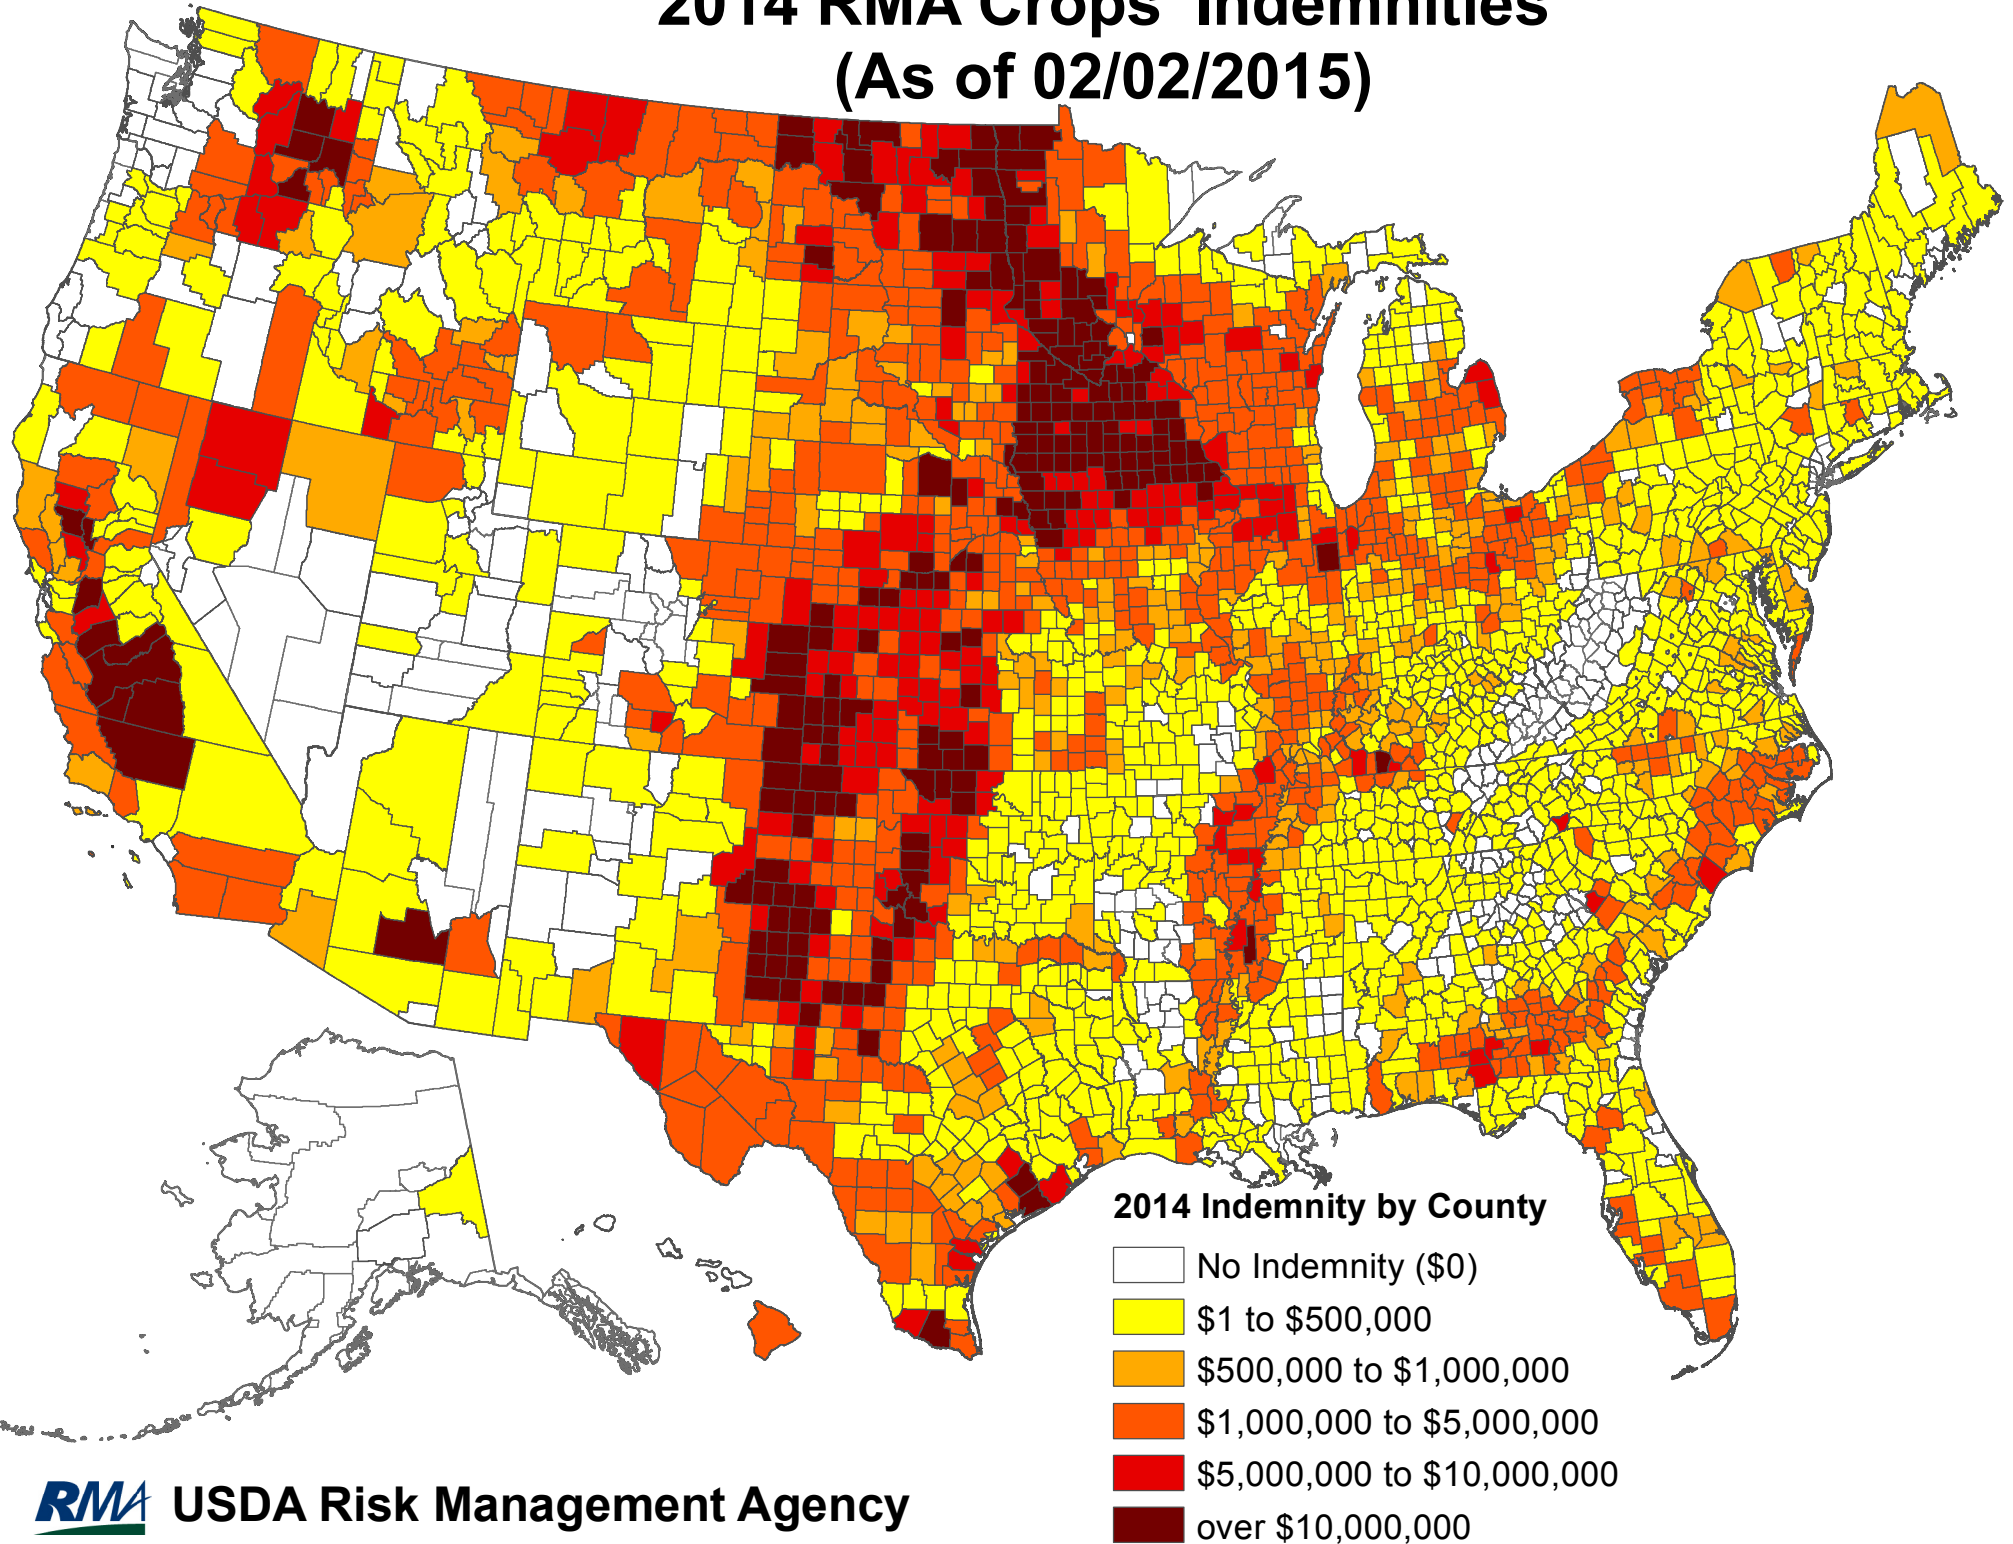 2014 RMA Crops' Indemnities
(As of 02/02/2015)
2014 Indemnity by County
No Indemnity ($0)
$1 to $500,000
$500,000 to $1,000,000
$1,000,000 to $5,000,000
$5,000,000 to $10,000,000
over $10,000,000
RMA USDA Risk Management Agency